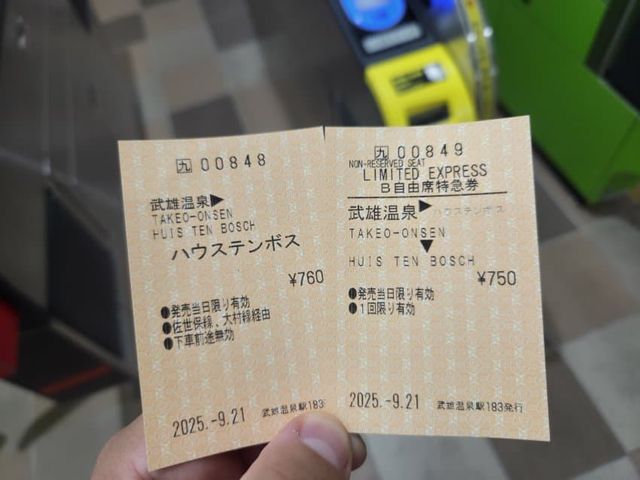 九 00848
武雄温泉▶
TAKEO-ONSEN
HUIS TEN BOSCH
ハウステンボス
¥760
●発売当日限り有効
●佐世保線、大村線経由
●下車前途無効
2025.-9.21 武雄温泉駅183
九 00849
NON-RESERVED SEAT
LIMITED EXPRESS
B自由席特急券
武雄温泉▶ハウステンボス
TAKEO-ONSEN
▼
HUIS TEN BOSCH
¥750
●発売当日限り有効
●1回限り有効
2025.-9.21 武雄温泉駅183発行